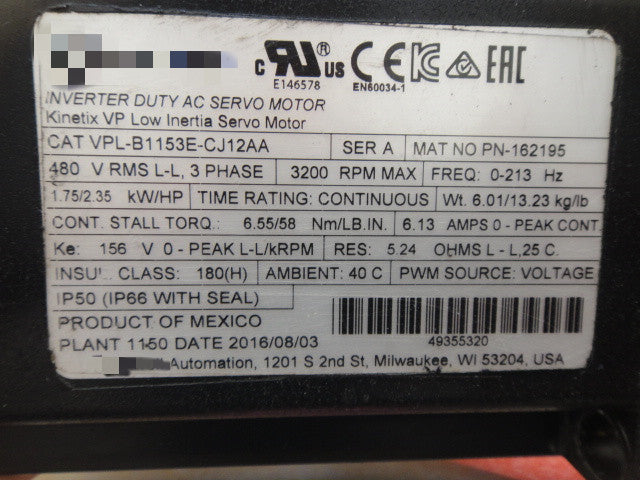 c RU ® US CE KC EAC
E146578
EN60034-1
INVERTER DUTY AC SERVO MOTOR
Kinetix VP Low Inertia Servo Motor
CAT VPL-B1153E-CJ12AA SER A MAT NO PN-162195
480 V RMS L-L, 3 PHASE 3200 RPM MAX FREQ: 0-213 Hz
1.75/2.35 kW/HP TIME RATING: CONTINUOUS Wt. 6.01/13.23 kg/lb
CONT. STALL TORQ.: 6.55/58 Nm/LB.IN. 6.13 AMPS 0 - PEAK CONT.
Ke: 156 V 0 - PEAK L-L/kRPM RES: 5.24 OHMS L - L,25 C.
INSUL. CLASS: 180(H) AMBIENT: 40 C PWM SOURCE: VOLTAGE
IP50 (IP66 WITH SEAL)
PRODUCT OF MEXICO
PLANT 1150 DATE 2016/08/03
49355320
Automation, 1201 S 2nd St, Milwaukee, WI 53204, USA